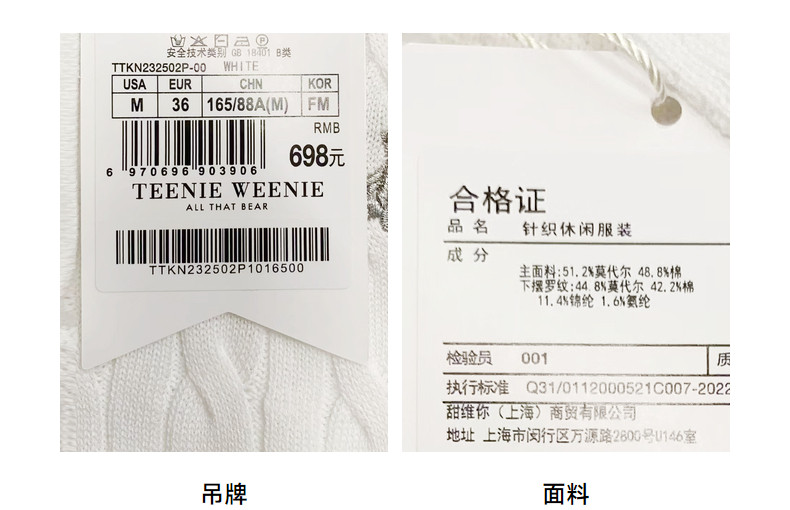 安全技术类别 GB 18401 B类
TTKN232502P-00 WHITE
USA EUR CHN KOR
M 36 165/88A(M) FM
RMB
698元
6 970696 903906
TEENIE WEENIE
ALL THAT BEAR
TTKN232502P1016500
吊牌
合格证
品名 针织休闲服装
成分
主面料:51.2%莫代尔 48.8%棉
下摆罗纹:44.8%莫代尔 42.2%棉
11.4%锦纶 1.6%氨纶
检验员 001 质
执行标准 Q31/0112000521C007-2022
甜维你（上海）商贸有限公司
地址 上海市闵行区万源路2800号U146室
面料